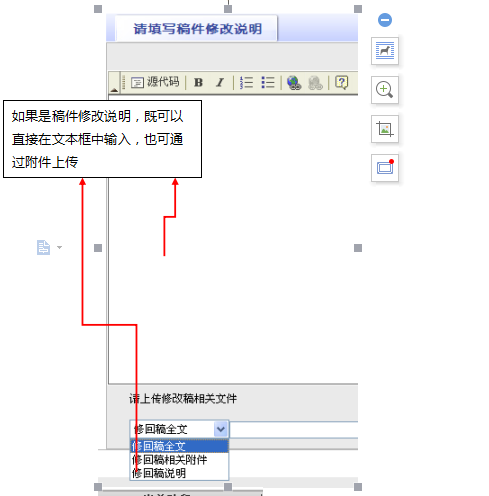 请填写稿件修改说明
源代码 B I
如果是稿件修改说明，既可以
直接在文本框中输入，也可通
过附件上传
请上传修改稿相关文件
修回稿全文
修回稿全文
修回稿相关附件
修回稿说明